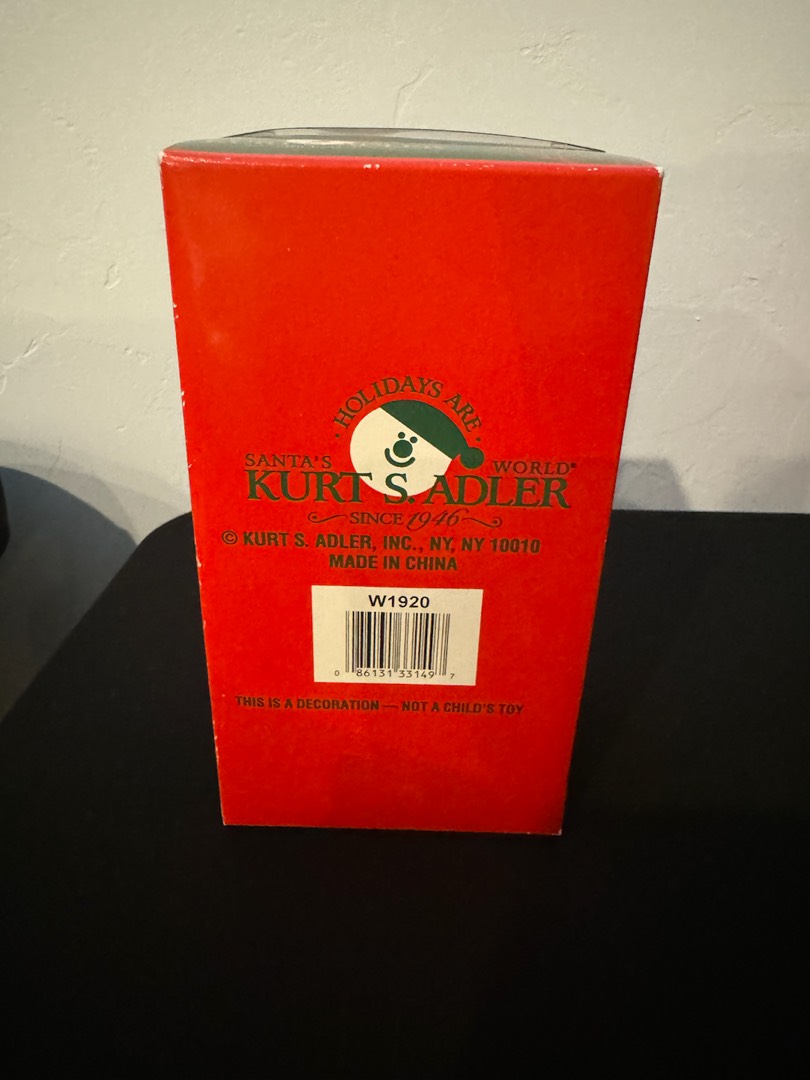 · HOLIDAYS ARE ·
SANTA'S WORLD®
KURT S. ADLER
SINCE 1946
© KURT S. ADLER, INC., NY, NY 10010
MADE IN CHINA
W1920
0 86131 33149 7
THIS IS A DECORATION — NOT A CHILD'S TOY